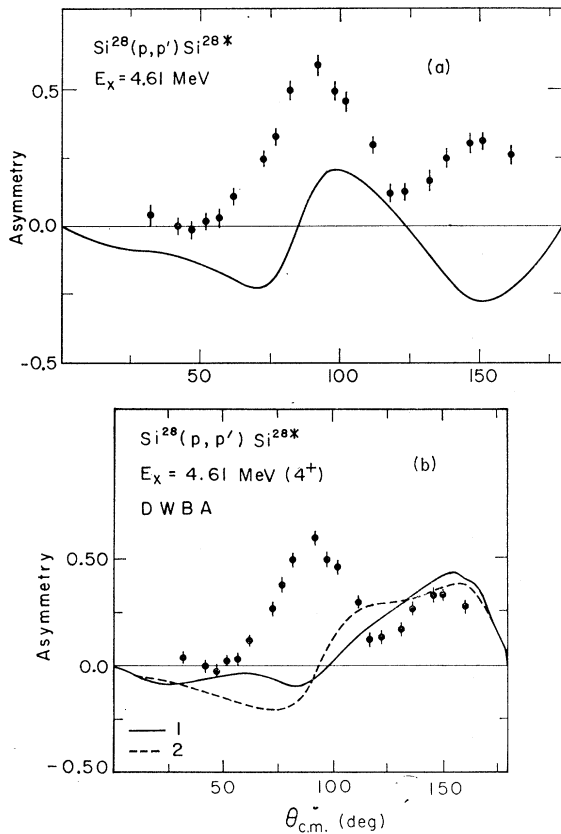 Si²⁸(p,p') Si²⁸*
(a)
Eₓ = 4.61 MeV
0.5
0.0
-0.5
Asymmetry
50
100
150
Si²⁸(p,p') Si²⁸*
(b)
Eₓ = 4.61 MeV (4⁺)
DWBA
0.50
0.0
-0.50
Asymmetry
1
2
50
100
150
θc.m. (deg)